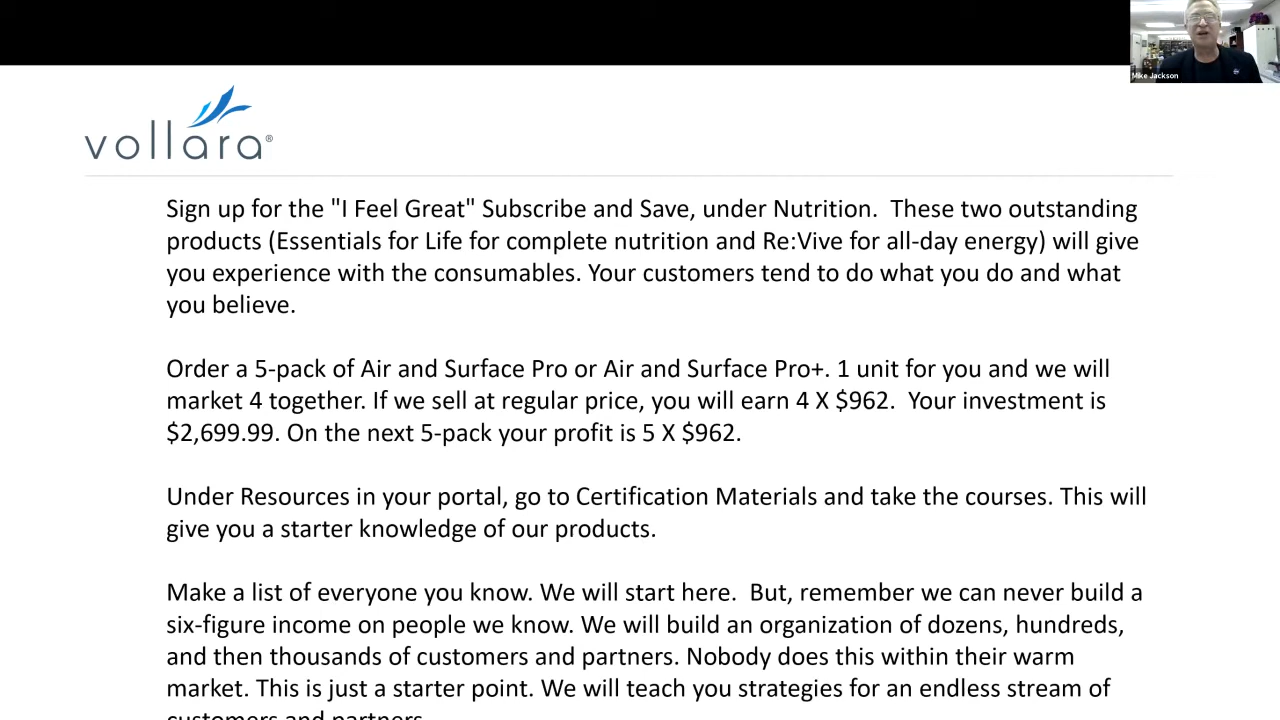 Mike Jackson
vollara®
Sign up for the "I Feel Great" Subscribe and Save, under Nutrition.  These two outstanding
products (Essentials for Life for complete nutrition and Re:Vive for all-day energy) will give
you experience with the consumables. Your customers tend to do what you do and what
you believe.
Order a 5-pack of Air and Surface Pro or Air and Surface Pro+. 1 unit for you and we will
market 4 together. If we sell at regular price, you will earn 4 X $962.  Your investment is
$2,699.99. On the next 5-pack your profit is 5 X $962.
Under Resources in your portal, go to Certification Materials and take the courses. This will
give you a starter knowledge of our products.
Make a list of everyone you know. We will start here.  But, remember we can never build a
six-figure income on people we know. We will build an organization of dozens, hundreds,
and then thousands of customers and partners. Nobody does this within their warm
market. This is just a starter point. We will teach you strategies for an endless stream of
customers and partners.